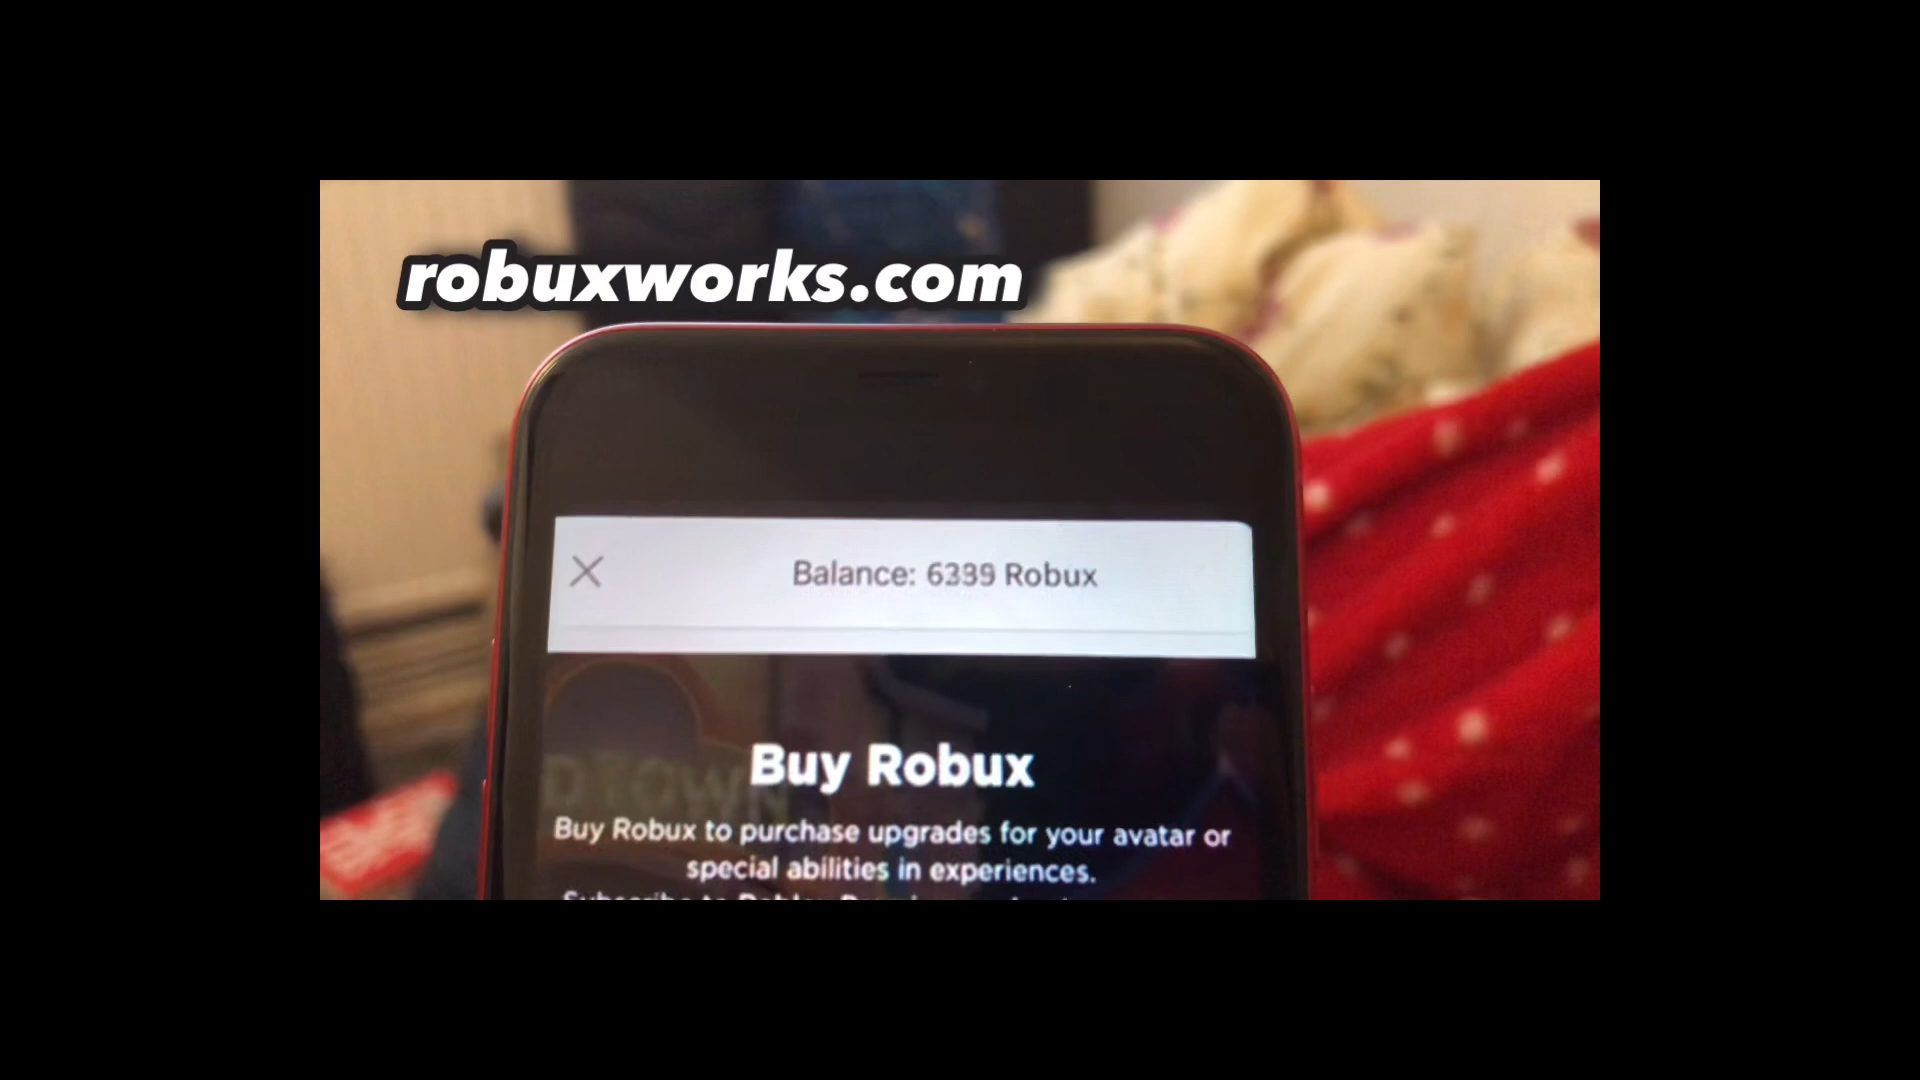 robuxworks.com
Balance: 6399 Robux
Buy Robux
Buy Robux to purchase upgrades for your avatar or
special abilities in experiences.